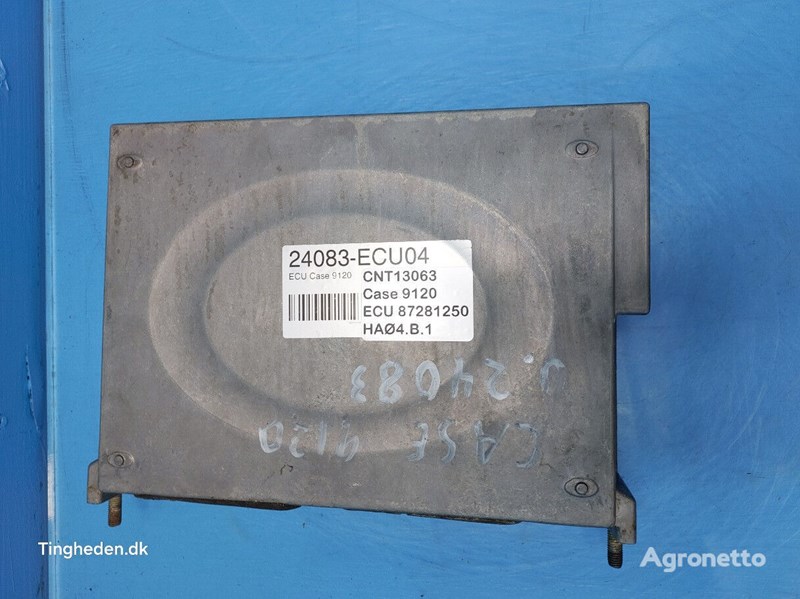 24083-ECU04
ECU Case 9120
CNT13063
Case 9120
ECU 87281250
HAØ4.B.1
24083
CASE 9120
Tingheden.dk
Agronetto